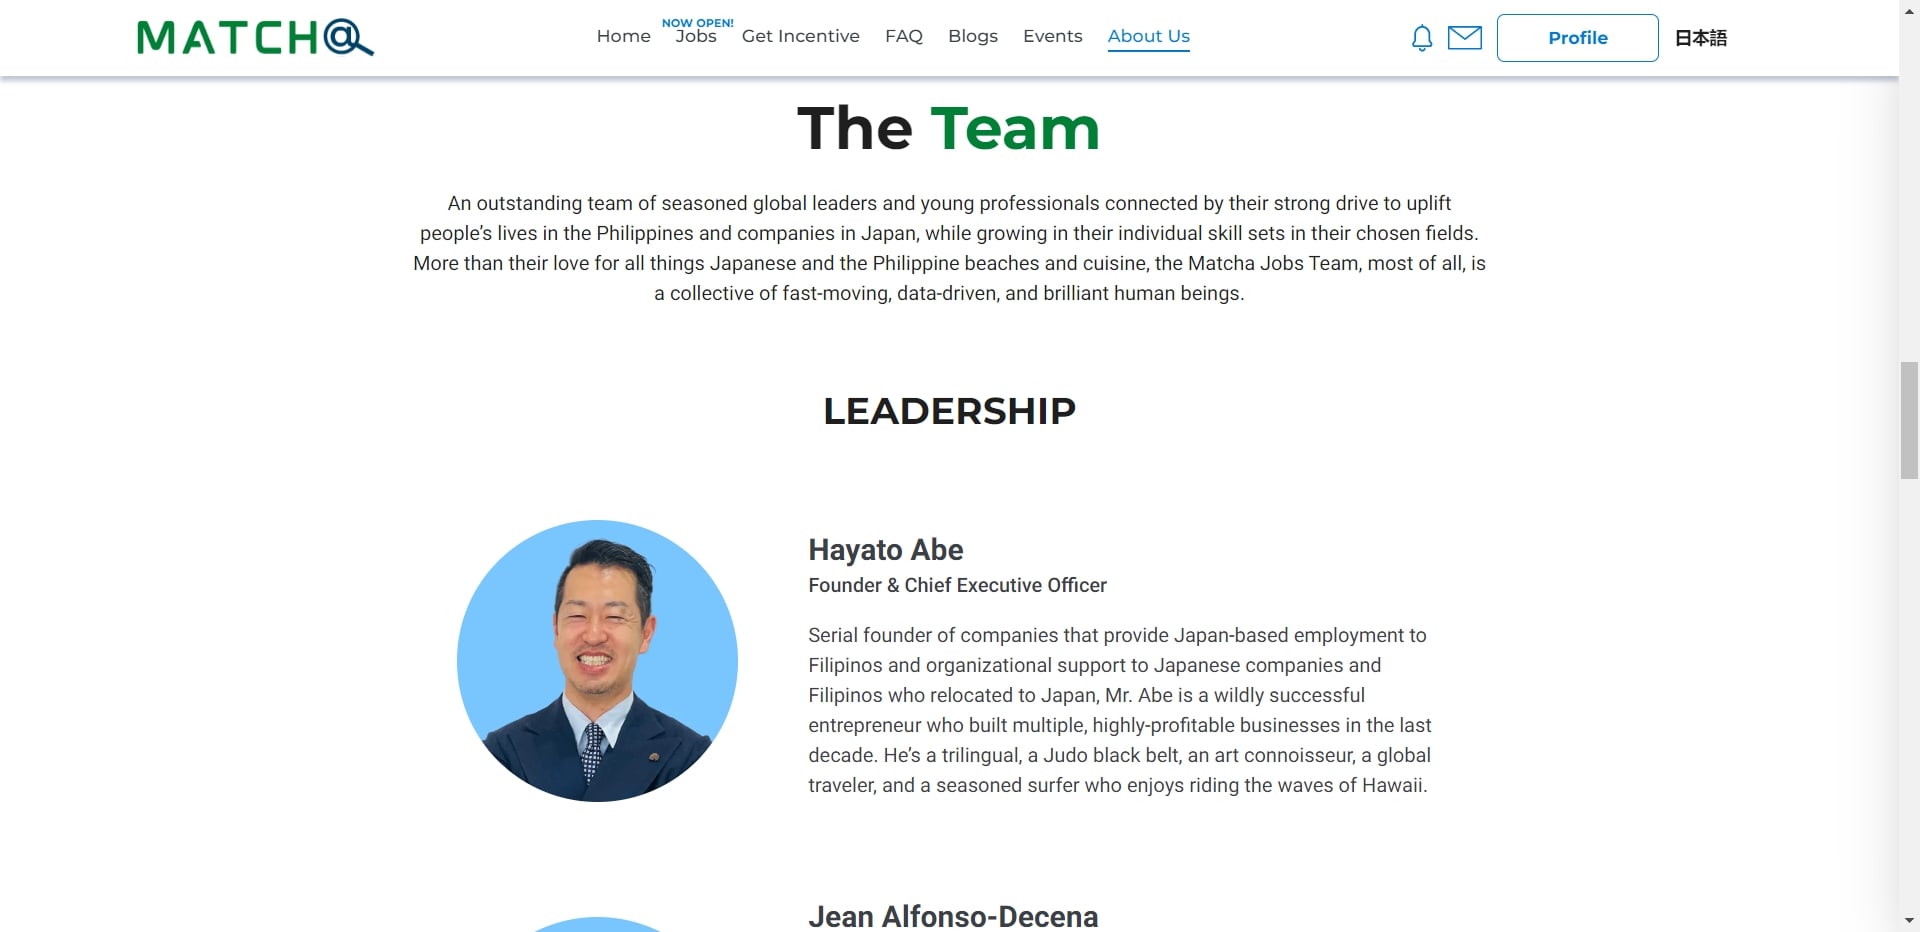 MATCH@
Home
NOW OPEN!
Jobs
Get Incentive
FAQ
Blogs
Events
About Us
Profile
日本語
The Team
An outstanding team of seasoned global leaders and young professionals connected by their strong drive to uplift
people’s lives in the Philippines and companies in Japan, while growing in their individual skill sets in their chosen fields.
More than their love for all things Japanese and the Philippine beaches and cuisine, the Matcha Jobs Team, most of all, is
a collective of fast-moving, data-driven, and brilliant human beings.
LEADERSHIP
Hayato Abe
Founder & Chief Executive Officer
Serial founder of companies that provide Japan-based employment to
Filipinos and organizational support to Japanese companies and
Filipinos who relocated to Japan, Mr. Abe is a wildly successful
entrepreneur who built multiple, highly-profitable businesses in the last
decade. He’s a trilingual, a Judo black belt, an art connoisseur, a global
traveler, and a seasoned surfer who enjoys riding the waves of Hawaii.
Jean Alfonso-Decena